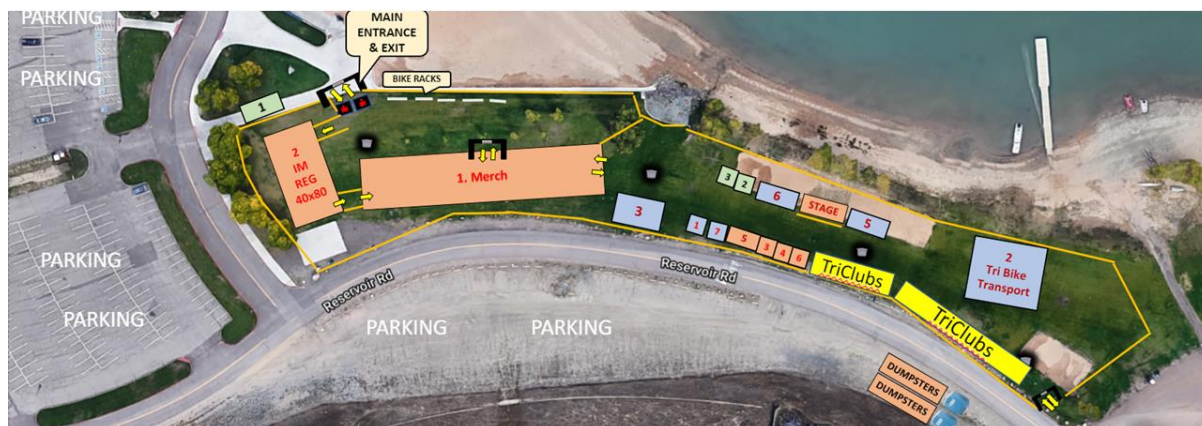 PARKING
PARKING
MAIN
ENTRANCE
& EXIT
BIKE RACKS
1
2
IM
REG
40x80
1. Merch
3
3
2
6
STAGE
5
1
7
5
3
4
6
TriClubs
TriClubs
2
Tri Bike
Transport
PARKING
PARKING
Reservoir Rd
Reservoir Rd
PARKING
PARKING
DUMPSTERS
DUMPSTERS